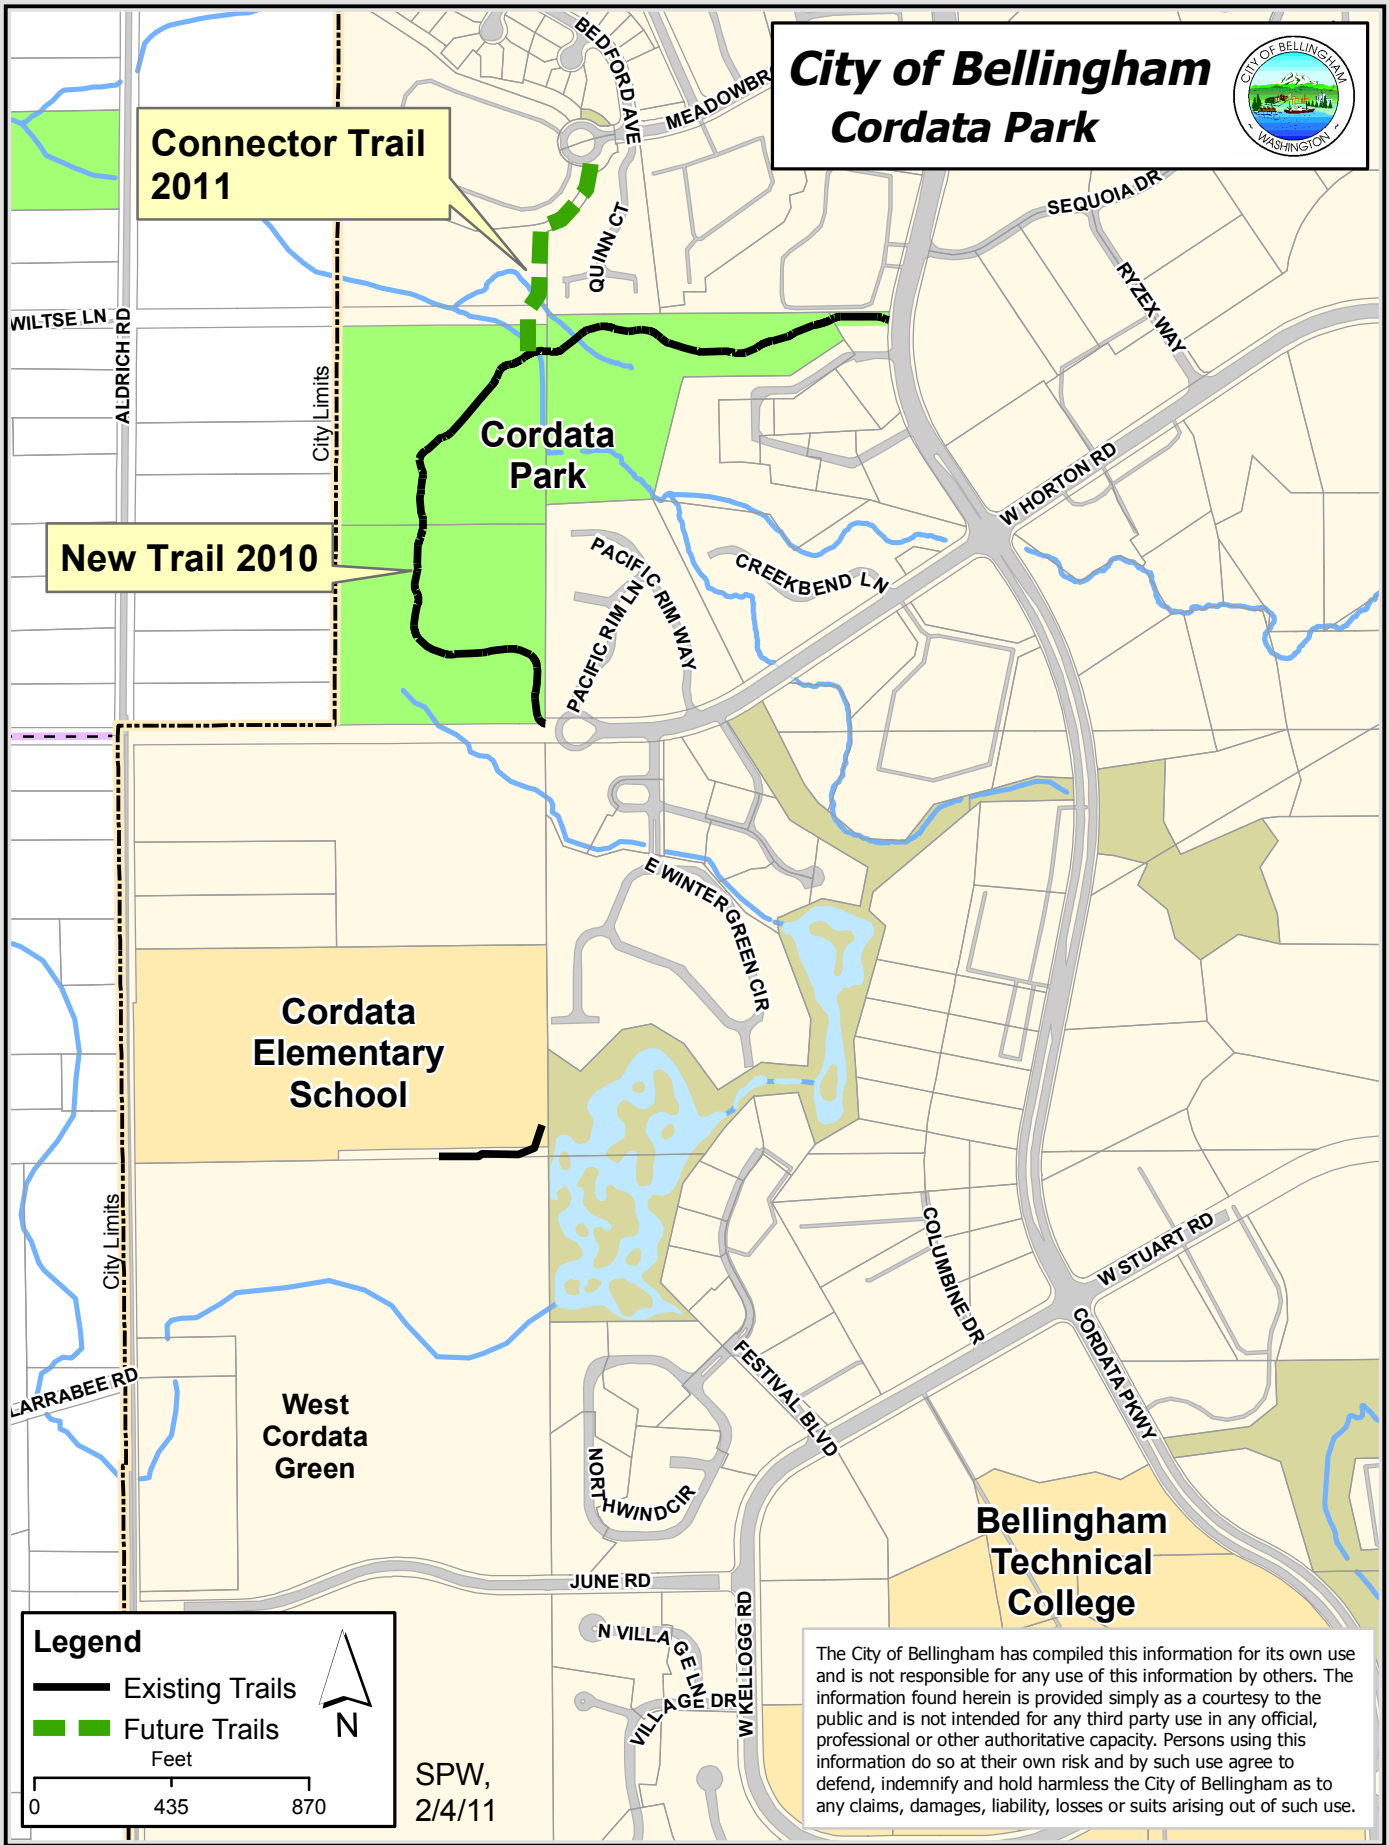 City of Bellingham
Cordata Park
CITY OF BELLINGHAM
~ WASHINGTON ~
BEDFORD AVE
MEADOWBR
Connector Trail
2011
SEQUOIA DR
QUINN CT
RYZEX WAY
WILTSE LN
ALDRICH RD
City Limits
Cordata
Park
W HORTON RD
New Trail 2010
PACIFIC RIM WAY
PACIFIC RIM LN
CREEKBEND LN
E WINTERGREEN CIR
Cordata
Elementary
School
City Limits
COLUMBINE DR
W STUART RD
CORDATA PKWY
FESTIVAL BLVD
LARRABEE RD
West
Cordata
Green
NORTHWINDCIR
Bellingham
Technical
College
JUNE RD
N VILLAGE LN
VILLAGE DR
W KELLOGG RD
Legend
Existing Trails
Future Trails
N
Feet
0 435 870
SPW,
2/4/11
The City of Bellingham has compiled this information for its own use
and is not responsible for any use of this information by others. The
information found herein is provided simply as a courtesy to the
public and is not intended for any third party use in any official,
professional or other authoritative capacity. Persons using this
information do so at their own risk and by such use agree to
defend, indemnify and hold harmless the City of Bellingham as to
any claims, damages, liability, losses or suits arising out of such use.